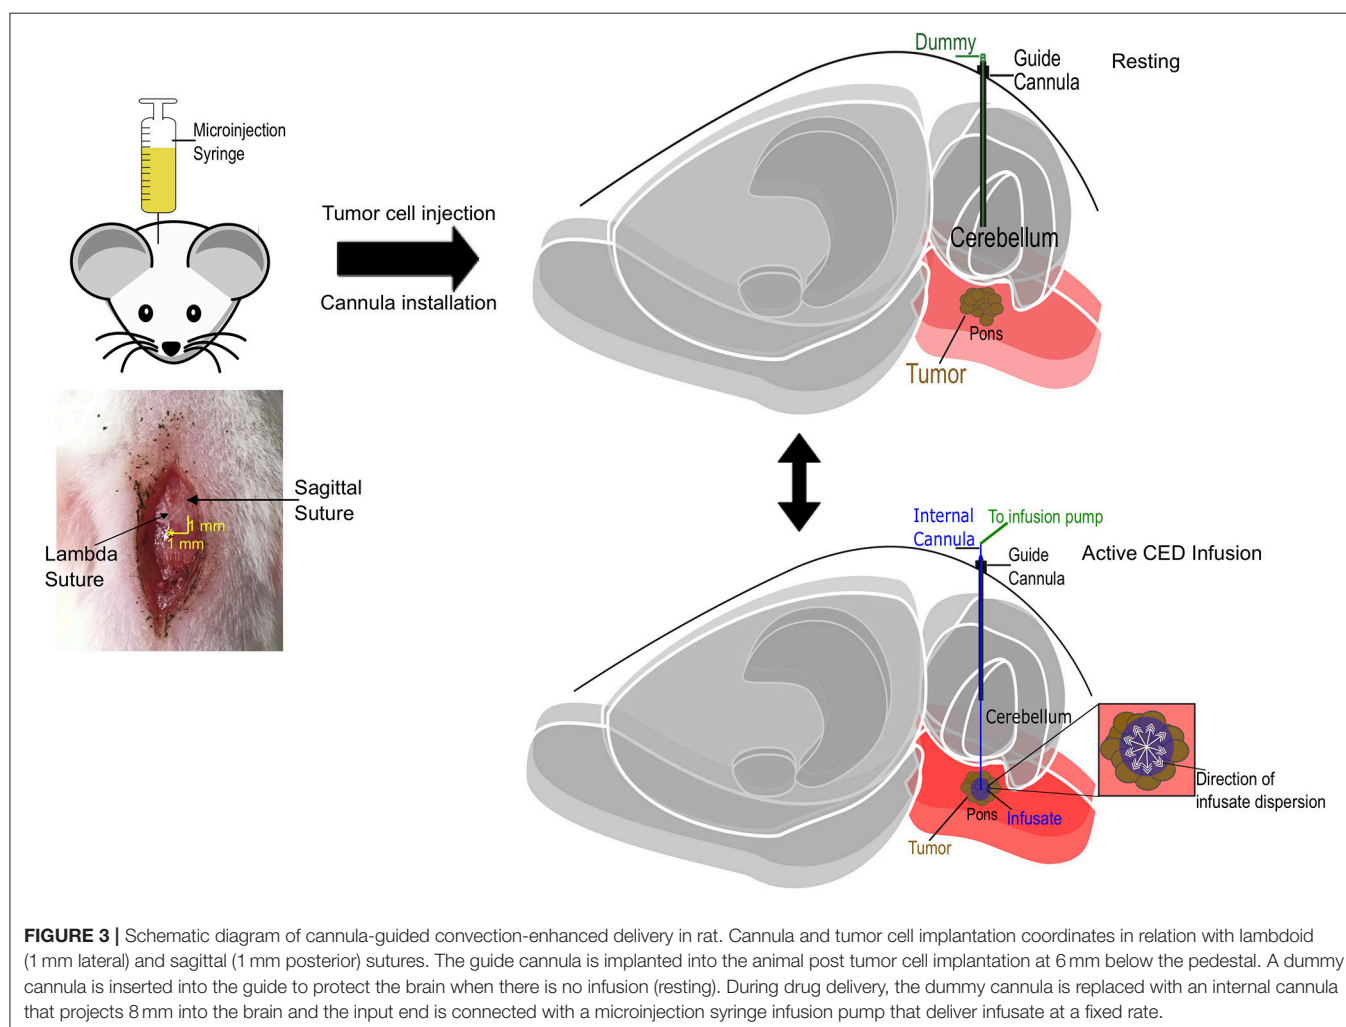 Microinjection
Syringe
Tumor cell injection
Cannula installation
Sagittal
Suture
1 mm
1 mm
Lambda
Suture
Dummy
Guide
Cannula
Resting
Cerebellum
Pons
Tumor
Internal
Cannula
To infusion pump
Guide
Cannula
Active CED Infusion
Cerebellum
Direction of
infusate dispersion
Pons
Infusate
Tumor
FIGURE 3 | Schematic diagram of cannula-guided convection-enhanced delivery in rat. Cannula and tumor cell implantation coordinates in relation with lambdoid
(1 mm lateral) and sagittal (1 mm posterior) sutures. The guide cannula is implanted into the animal post tumor cell implantation at 6 mm below the pedestal. A dummy
cannula is inserted into the guide to protect the brain when there is no infusion (resting). During drug delivery, the dummy cannula is replaced with an internal cannula
that projects 8 mm into the brain and the input end is connected with a microinjection syringe infusion pump that deliver infusate at a fixed rate.